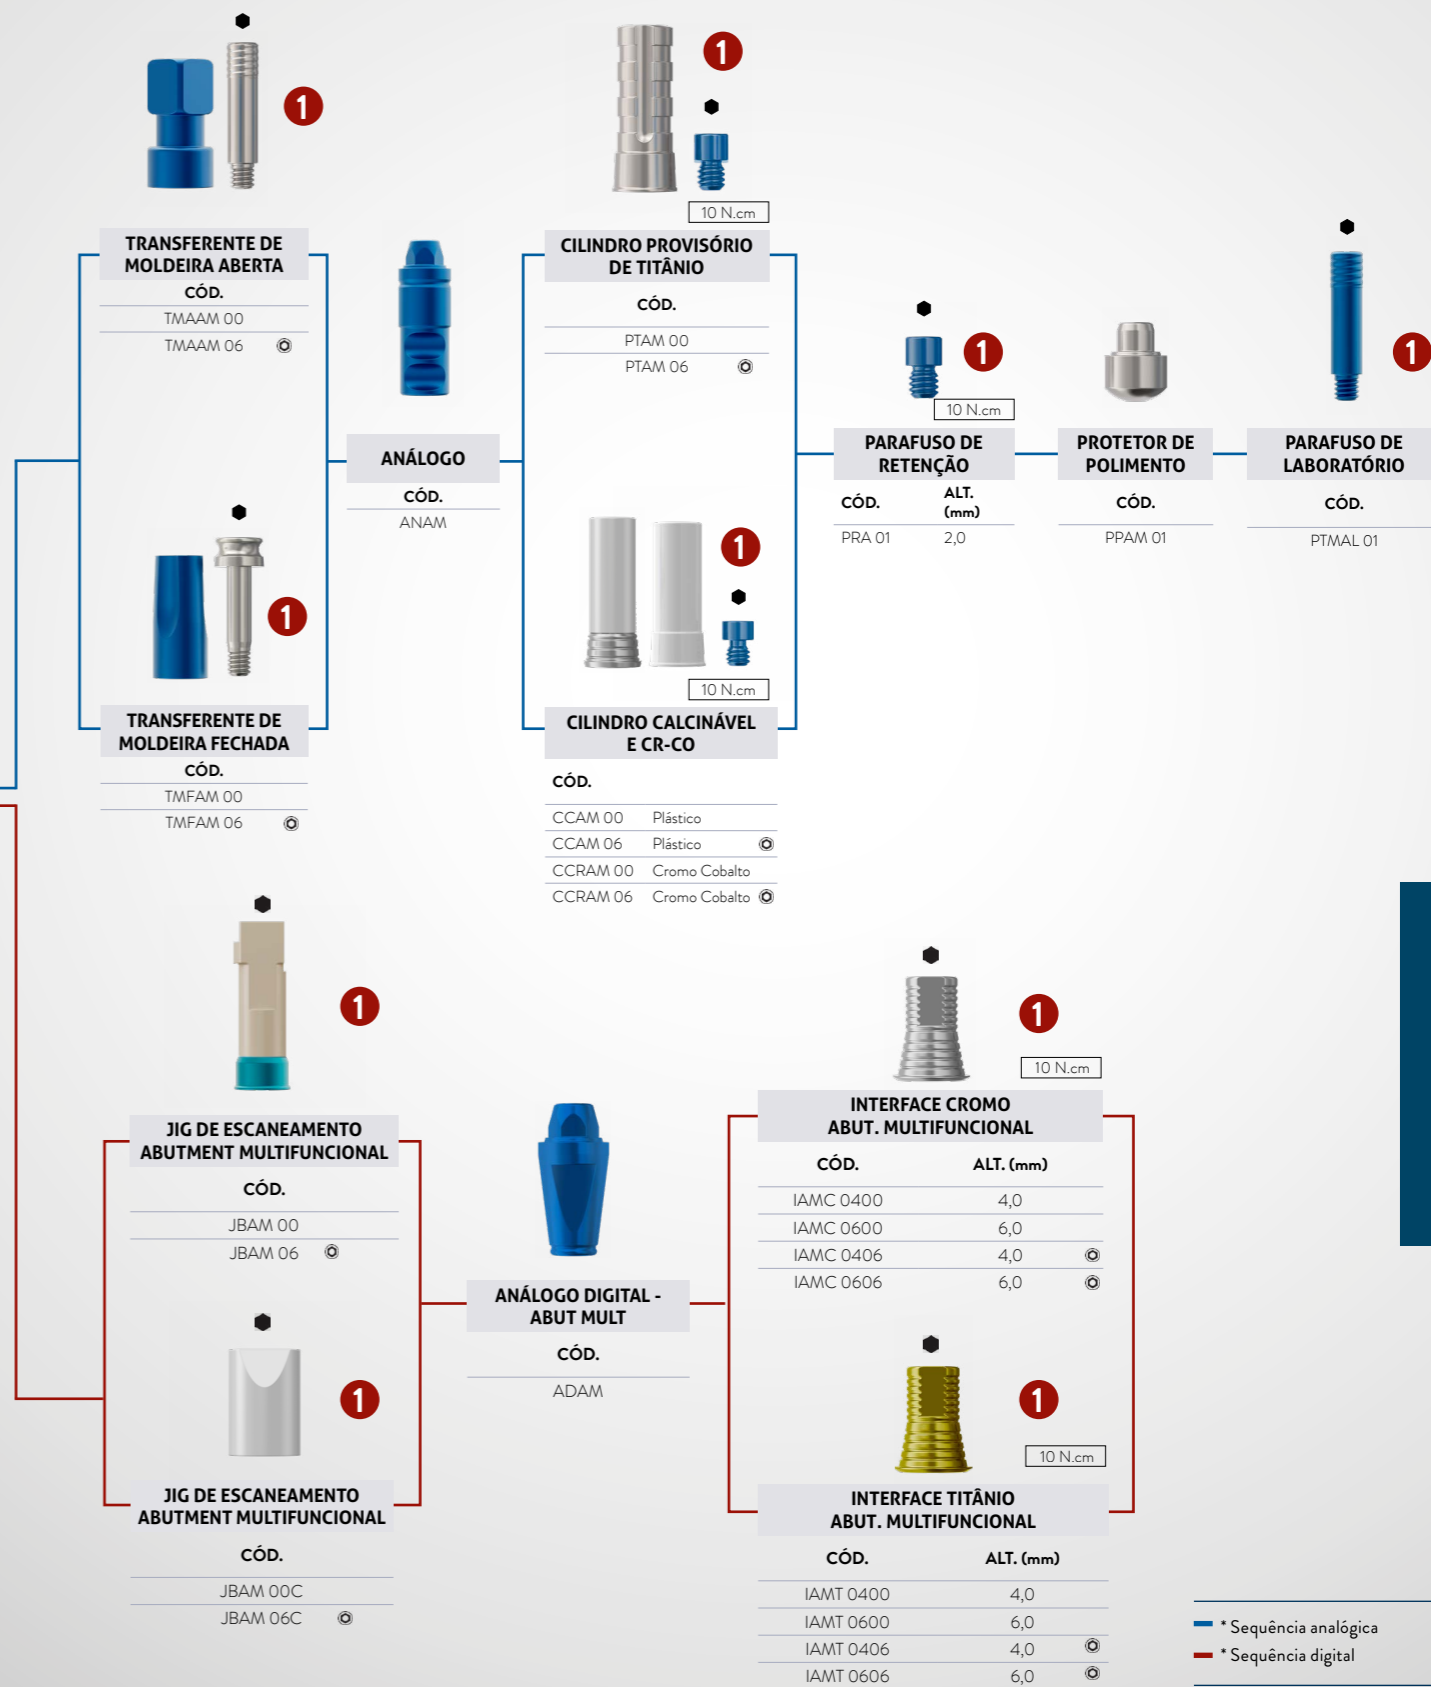 1
TRANSFERENTE DE
MOLDEIRA ABERTA
CÓD.
TMAAM 00
TMAAM 06
1
TRANSFERENTE DE
MOLDEIRA FECHADA
CÓD.
TMFAM 00
TMFAM 06
ANÁLOGO
CÓD.
ANAM
1
10 N.cm
CILINDRO PROVISÓRIO
DE TITÂNIO
CÓD.
PTAM 00
PTAM 06
1
10 N.cm
CILINDRO CALCINÁVEL
E CR-CO
CÓD.
CCAM 00 Plástico
CCAM 06 Plástico
CCRAM 00 Cromo Cobalto
CCRAM 06 Cromo Cobalto
1
10 N.cm
PARAFUSO DE
RETENÇÃO
CÓD. ALT.
(mm)
PRA 01 2,0
PROTETOR DE
POLIMENTO
CÓD.
PPAM 01
1
PARAFUSO DE
LABORATÓRIO
CÓD.
PTMAL 01
1
JIG DE ESCANEAMENTO
ABUTMENT MULTIFUNCIONAL
CÓD.
JBAM 00
JBAM 06
1
JIG DE ESCANEAMENTO
ABUTMENT MULTIFUNCIONAL
CÓD.
JBAM 00C
JBAM 06C
ANÁLOGO DIGITAL -
ABUT MULT
CÓD.
ADAM
1
10 N.cm
INTERFACE CROMO
ABUT. MULTIFUNCIONAL
CÓD. ALT. (mm)
IAMC 0400 4,0
IAMC 0600 6,0
IAMC 0406 4,0
IAMC 0606 6,0
1
10 N.cm
INTERFACE TITÂNIO
ABUT. MULTIFUNCIONAL
CÓD. ALT. (mm)
IAMT 0400 4,0
IAMT 0600 6,0
IAMT 0406 4,0
IAMT 0606 6,0
* Sequência analógica
* Sequência digital